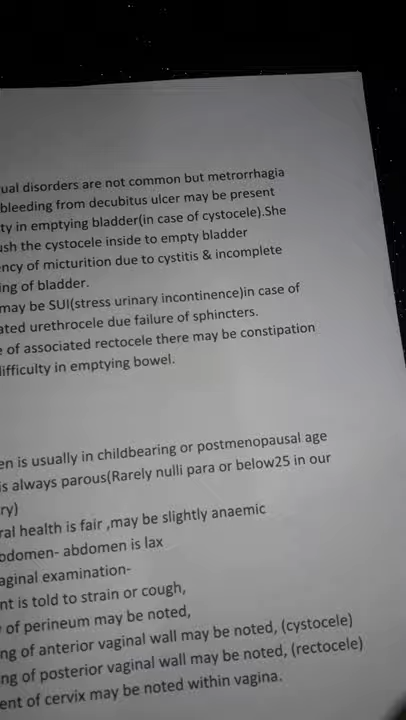 ual disorders are not common but metrorrhagia
bleeding from decubitus ulcer may be present
ty in emptying bladder(in case of cystocele).She
ush the cystocele inside to empty bladder
ency of micturition due to cystitis & incomplete
ing of bladder.
may be SUI(stress urinary incontinence)in case of
ated urethrocele due failure of sphincters.
e of associated rectocele there may be constipation
difficulty in emptying bowel.
en is usually in childbearing or postmenopausal age
is always parous(Rarely nulli para or below25 in our
ry)
ral health is fair ,may be slightly anaemic
bdomen- abdomen is lax
aginal examination-
nt is told to strain or cough,
of perineum may be noted,
ng of anterior vaginal wall may be noted, (cystocele)
ng of posterior vaginal wall may be noted, (rectocele)
ent of cervix may be noted within vagina.